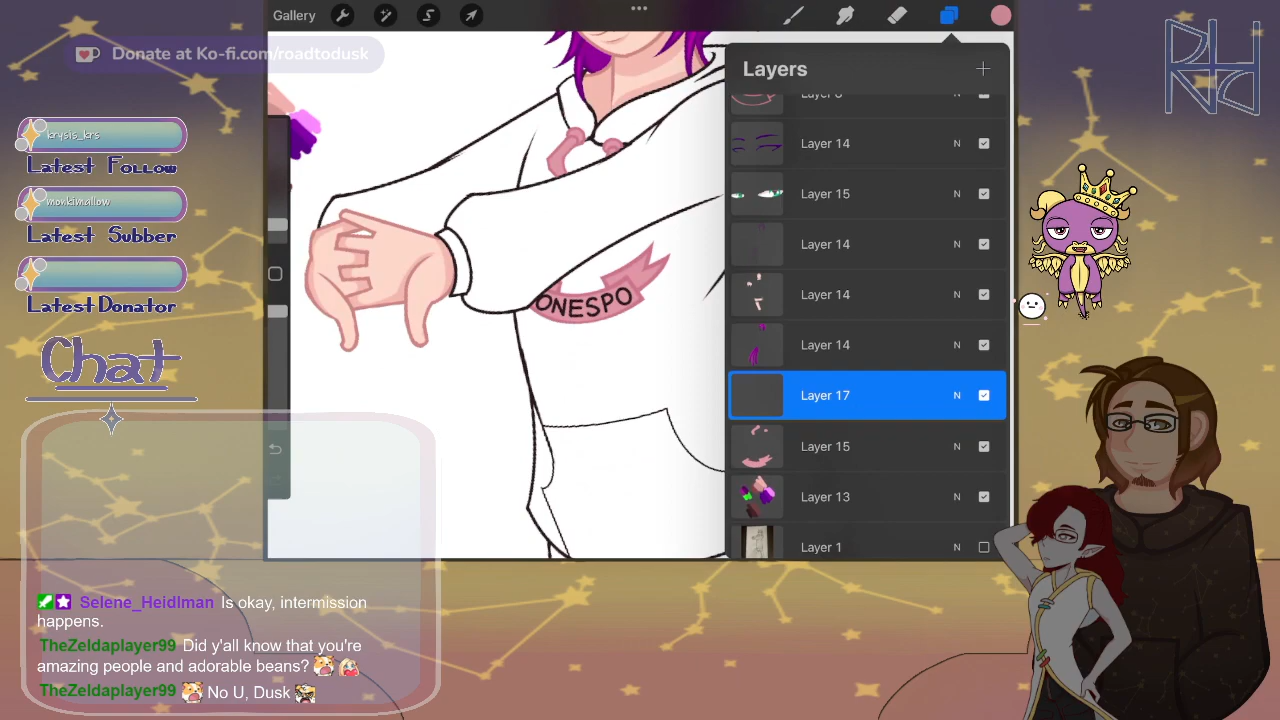 Gallery
Donate at Ko-fi.com/roadtodusk
krysis_krs
Latest Follow
monkimallow
Latest Subber
Latest Donator
Chat
Selene_Heidlman Is okay, intermission
happens.
TheZeldaplayer99 Did y'all know that you're
amazing people and adorable beans?
TheZeldaplayer99 No U, Dusk
ONESPO
Layers
Layer 14 N
Layer 15 N
Layer 14 N
Layer 14 N
Layer 14 N
Layer 17 N
Layer 15 N
Layer 13 N
Layer 1 N